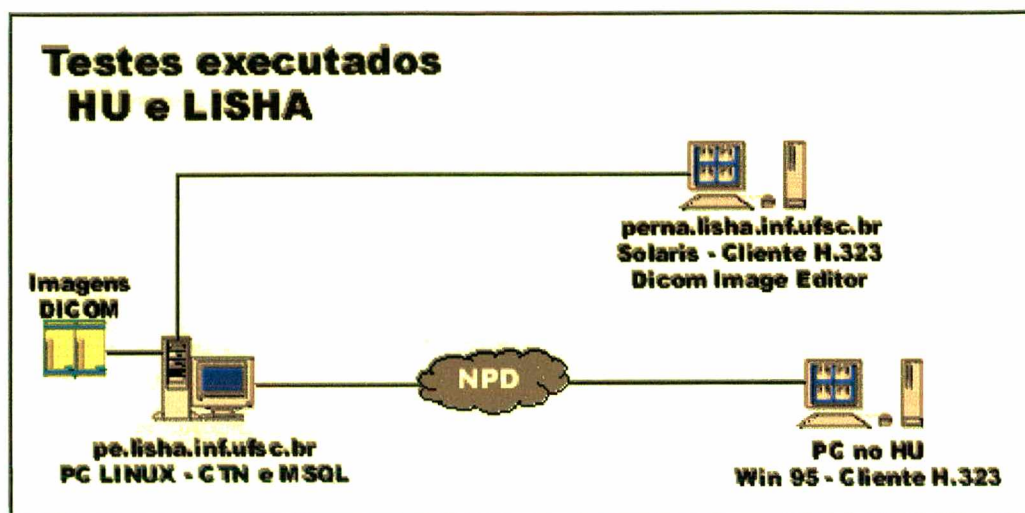 Testes executados
HU e LISHA
perna.lisha.inf.ufsc.br
Solaris - Cliente H.323
Dicom Image Editor
Imagens
DICOM
NPD
pe.lisha.inf.ufsc.br
PC LINUX - CTN e MSQL
PC no HU
Win 95 - Cliente H.323